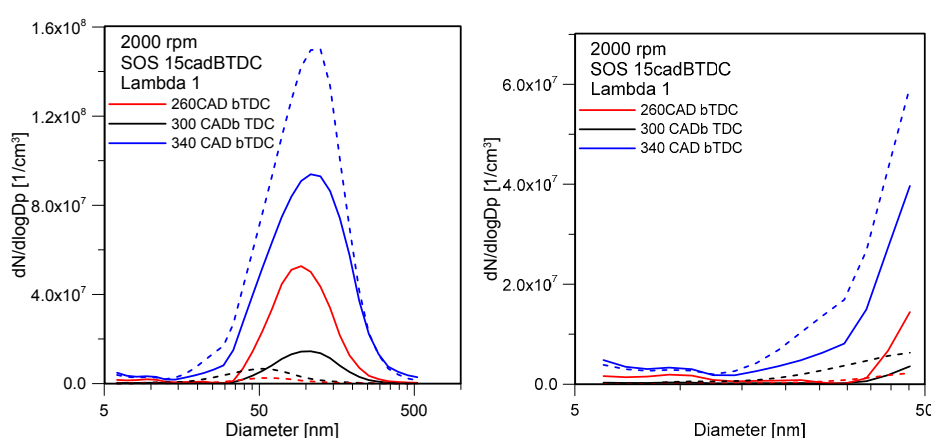 1.6x10⁸
1.2x10⁸
8.0x10⁷
4.0x10⁷
0.0
dN/dlogDp [1/cm³]
2000 rpm
SOS 15cadBTDC
Lambda 1
260CAD bTDC
300 CADb TDC
340 CAD bTDC
5
50
500
Diameter [nm]
6.0x10⁷
4.0x10⁷
2.0x10⁷
0.0
dN/dlogDp [1/cm³]
2000 rpm
SOS 15cadBTDC
Lambda 1
260CAD bTDC
300 CADb TDC
340 CAD bTDC
5
50
Diameter [nm]